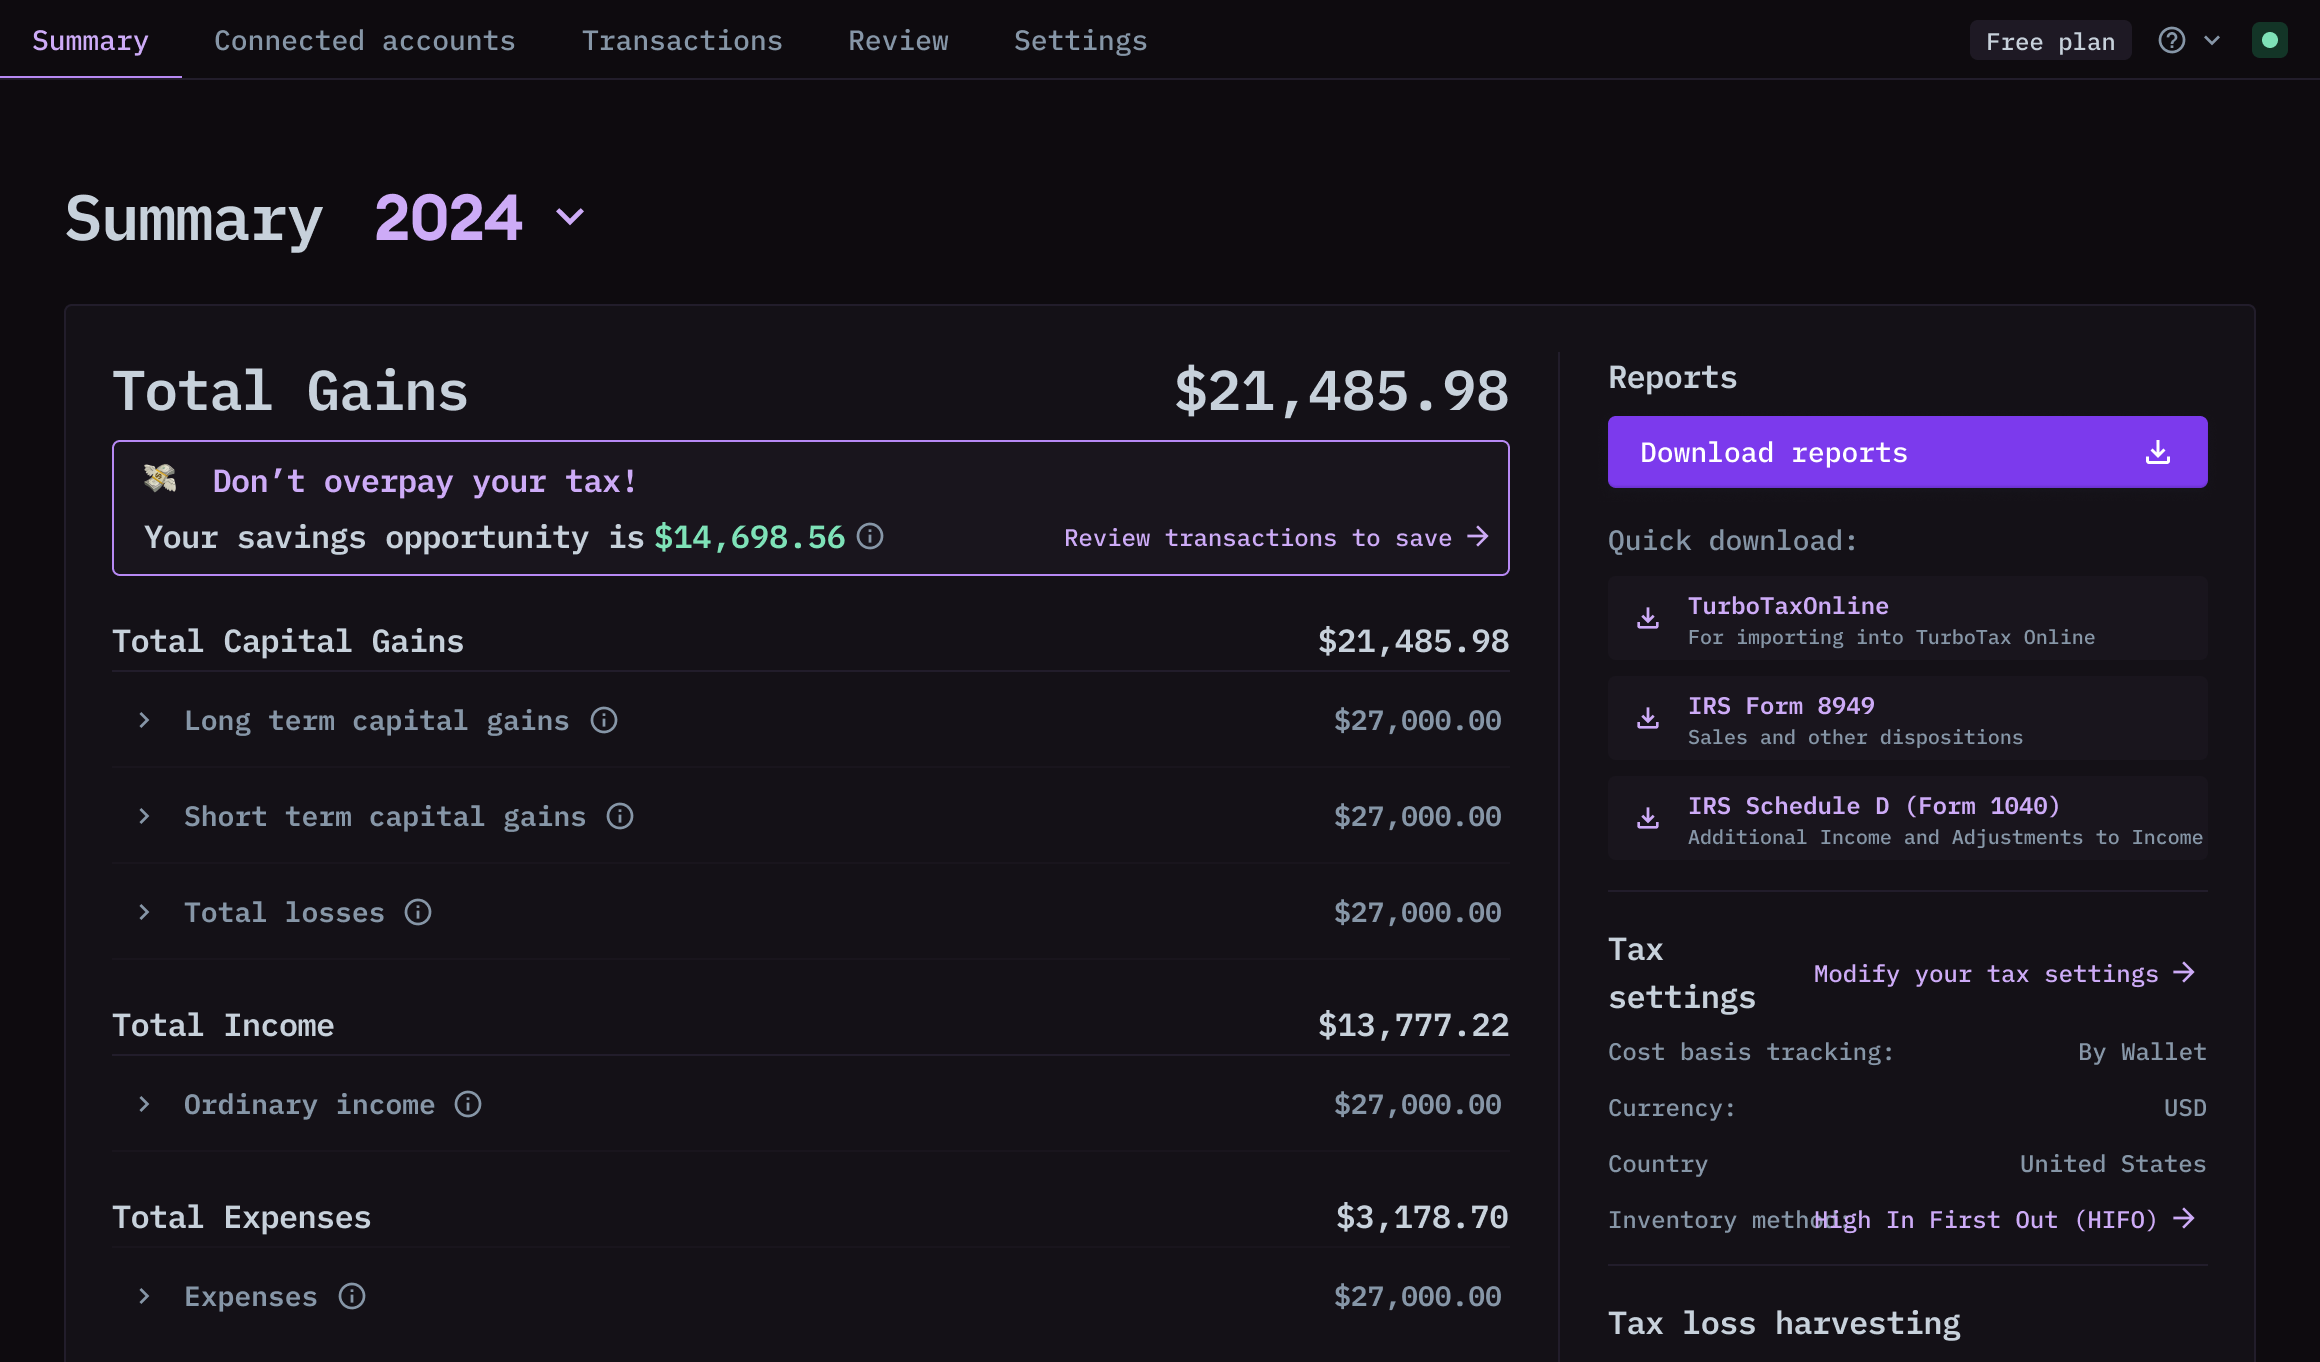 Summary Connected accounts Transactions Review Settings Free plan
Summary 2024
Total Gains $21,485.98
Don’t overpay your tax!
Your savings opportunity is $14,698.56 Review transactions to save
Total Capital Gains $21,485.98
Long term capital gains $27,000.00
Short term capital gains $27,000.00
Total losses $27,000.00
Total Income $13,777.22
Ordinary income $27,000.00
Total Expenses $3,178.70
Expenses $27,000.00
Reports
Download reports
Quick download:
TurboTaxOnline
For importing into TurboTax Online
IRS Form 8949
Sales and other dispositions
IRS Schedule D (Form 1040)
Additional Income and Adjustments to Income
Tax settings
Modify your tax settings
Cost basis tracking: By Wallet
Currency: USD
Country United States
Inventory method: High In First Out (HIFO)
Tax loss harvesting